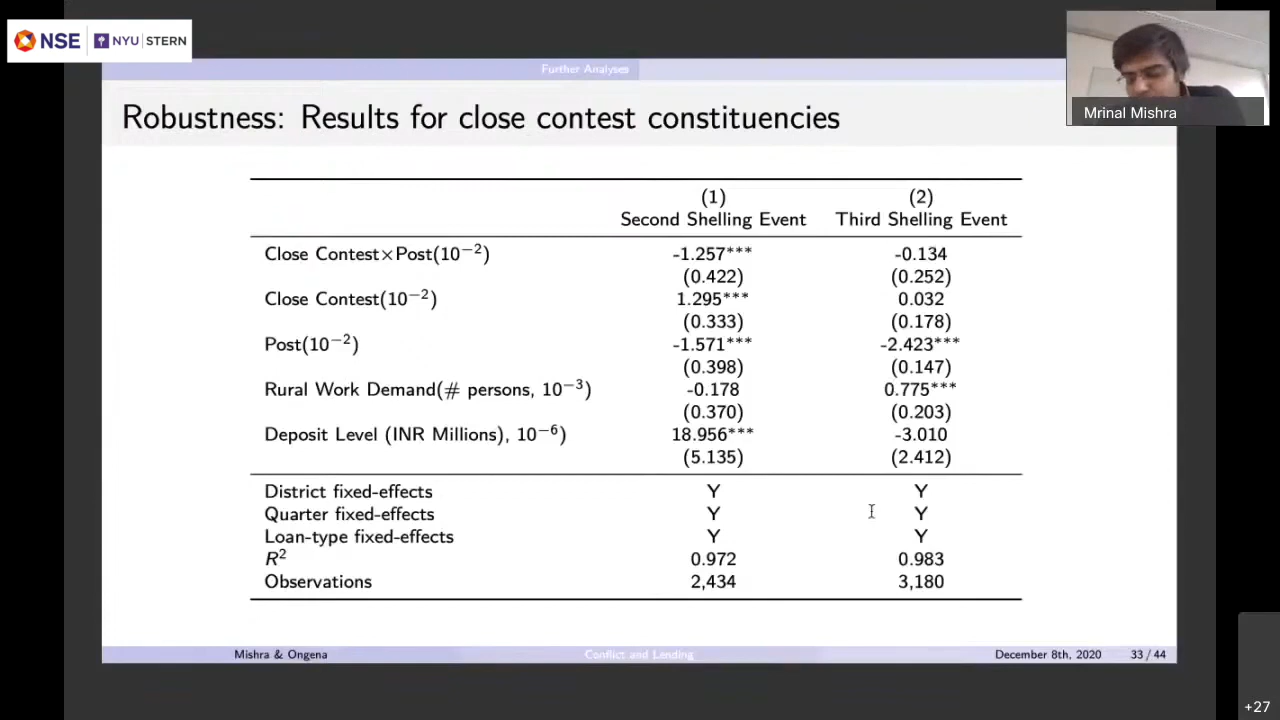 NSE NYU STERN
Further Analyses
Robustness: Results for close contest constituencies
Mrinal Mishra
(1) (2)
Second Shelling Event Third Shelling Event
Close Contest×Post(10⁻²) -1.257*** -0.134
(0.422) (0.252)
Close Contest(10⁻²) 1.295*** 0.032
(0.333) (0.178)
Post(10⁻²) -1.571*** -2.423***
(0.398) (0.147)
Rural Work Demand(# persons, 10⁻³) -0.178 0.775***
(0.370) (0.203)
Deposit Level (INR Millions), 10⁻⁶) 18.956*** -3.010
(5.135) (2.412)
District fixed-effects Y Y
Quarter fixed-effects Y Y
Loan-type fixed-effects Y Y
R² 0.972 0.983
Observations 2,434 3,180
Mishra & Ongena Conflict and Lending December 8th, 2020 33 / 44
+27